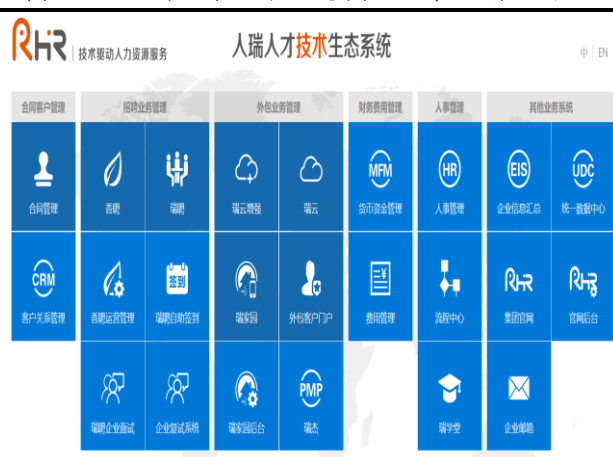 RHR 技术驱动人力资源服务 人瑞人才技术生态系统 中 | EN
合同客户管理 招聘业务管理 外包业务管理 财务费用管理 人事管理 其他业务系统
合同管理 香聘 瑞聘 瑞云增强 瑞云 MFM 货币资金管理 HR 人事管理 EIS 企业信息汇总 UDC 统一数据中心
CRM 客户关系管理 香聘运营管理 签到 瑞聘自助签到 瑞家园 外包客户门户 费用管理 流程中心 RHR 集团官网 RHR 官网后台
瑞聘企业面试 企业复试系统 瑞家园后台 PMP 瑞杰 瑞学堂 企业邮箱